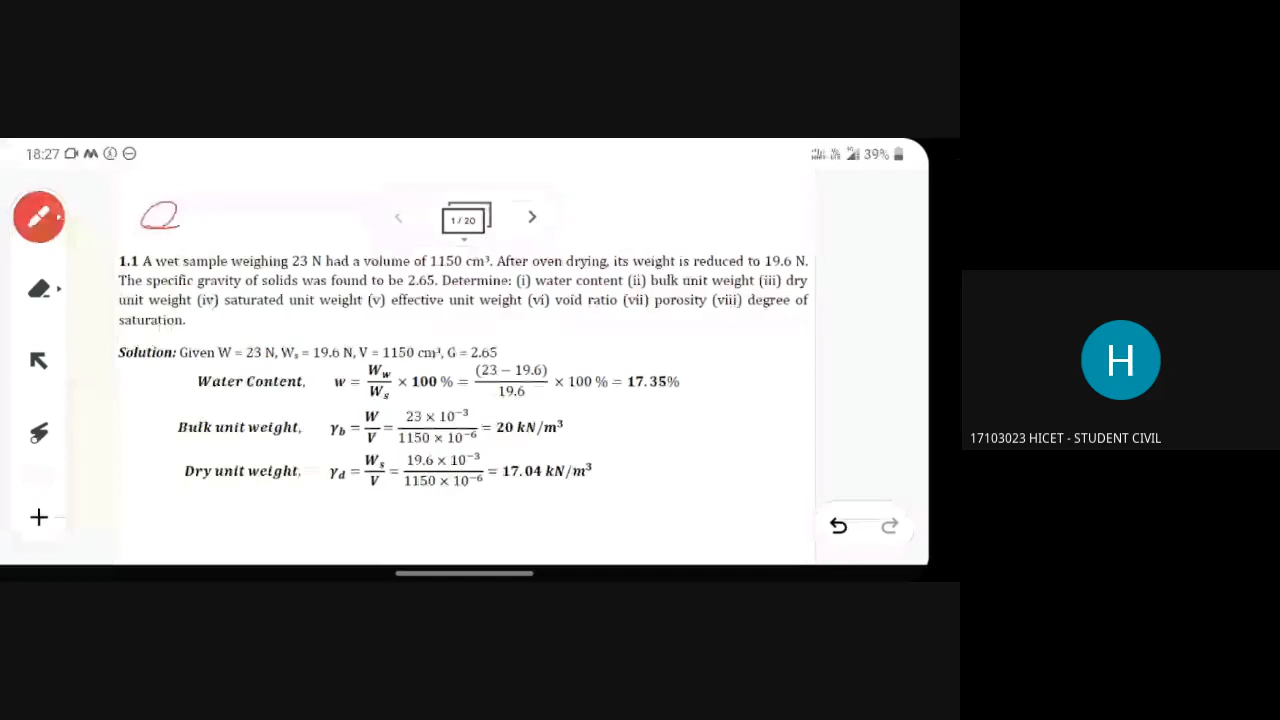 18:27
39%
1 / 20
1.1 A wet sample weighing 23 N had a volume of 1150 cm³. After oven drying, its weight is reduced to 19.6 N.
The specific gravity of solids was found to be 2.65. Determine: (i) water content (ii) bulk unit weight (iii) dry
unit weight (iv) saturated unit weight (v) effective unit weight (vi) void ratio (vii) porosity (viii) degree of
saturation.
Solution: Given W = 23 N, Wₛ = 19.6 N, V = 1150 cm³, G = 2.65
Water Content, w = W_w / W_s × 100 % = (23 − 19.6) / 19.6 × 100 % = 17.35%
Bulk unit weight, γ_b = W / V = 23 × 10⁻³ / 1150 × 10⁻⁶ = 20 kN/m³
Dry unit weight, γ_d = W_s / V = 19.6 × 10⁻³ / 1150 × 10⁻⁶ = 17.04 kN/m³
H
17103023 HICET - STUDENT CIVIL